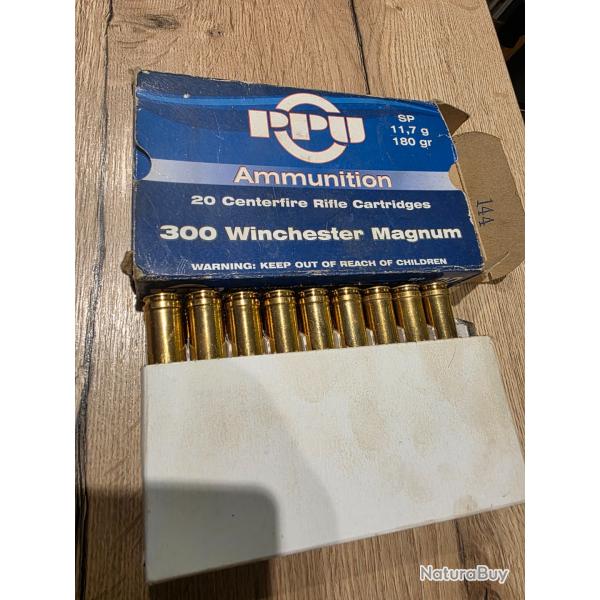 PPU
SP
11,7 g
180 gr
Ammunition
20 Centerfire Rifle Cartridges
300 Winchester Magnum
WARNING: KEEP OUT OF REACH OF CHILDREN
144
NaturaBuy